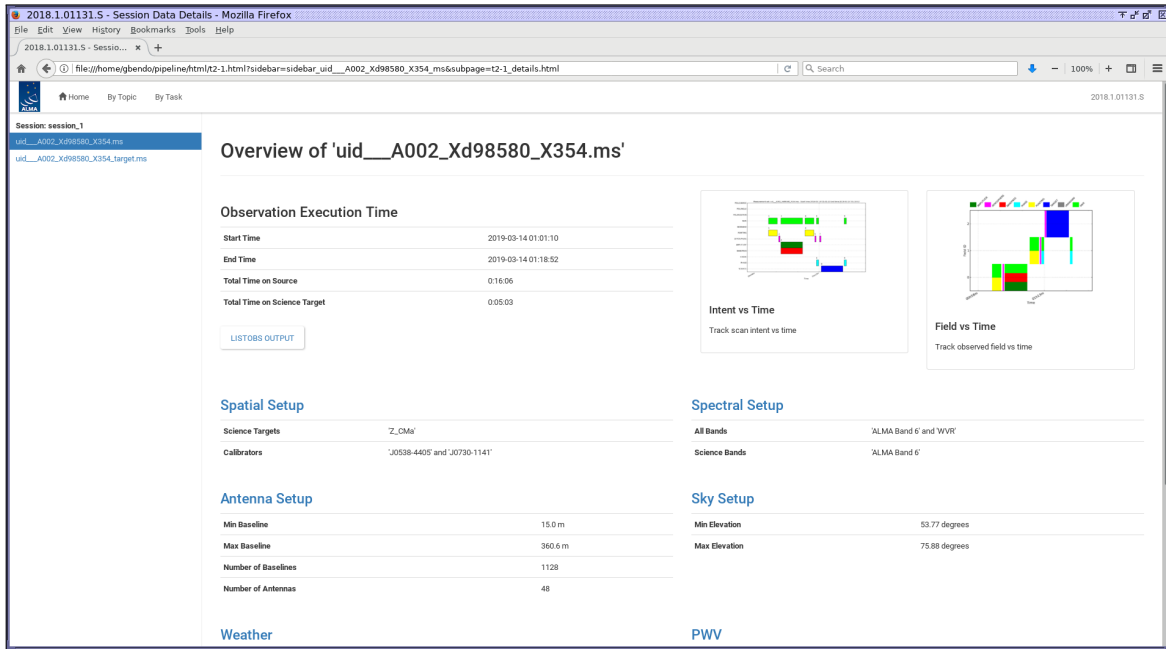 2018.1.01131.S - Session Data Details - Mozilla Firefox
File Edit View History Bookmarks Tools Help
2018.1.01131.S - Sessio... × +
file:///home/gbendo/pipeline/html/t2-1.html?sidebar=sidebar_uid___A002_Xd98580_X354_ms&subpage=t2-1_details.html Search 100%
ALMA Home By Topic By Task 2018.1.01131.S
Session: session_1
uid___A002_Xd98580_X354.ms
uid___A002_Xd98580_X354_target.ms
Overview of 'uid___A002_Xd98580_X354.ms'
Observation Execution Time
Start Time 2019-03-14 01:01:10
End Time 2019-03-14 01:18:52
Total Time on Source 0:16:06
Total Time on Science Target 0:05:03
LISTOBS OUTPUT
Intent vs Time
Track scan intent vs time
Field vs Time
Track observed field vs time
Spatial Setup
Science Targets 'Z_CMa'
Calibrators 'J0538-4405' and 'J0730-1141'
Spectral Setup
All Bands 'ALMA Band 6' and 'WVR'
Science Bands 'ALMA Band 6'
Antenna Setup
Min Baseline 15.0 m
Max Baseline 360.6 m
Number of Baselines 1128
Number of Antennas 48
Sky Setup
Min Elevation 53.77 degrees
Max Elevation 75.88 degrees
Weather
PWV